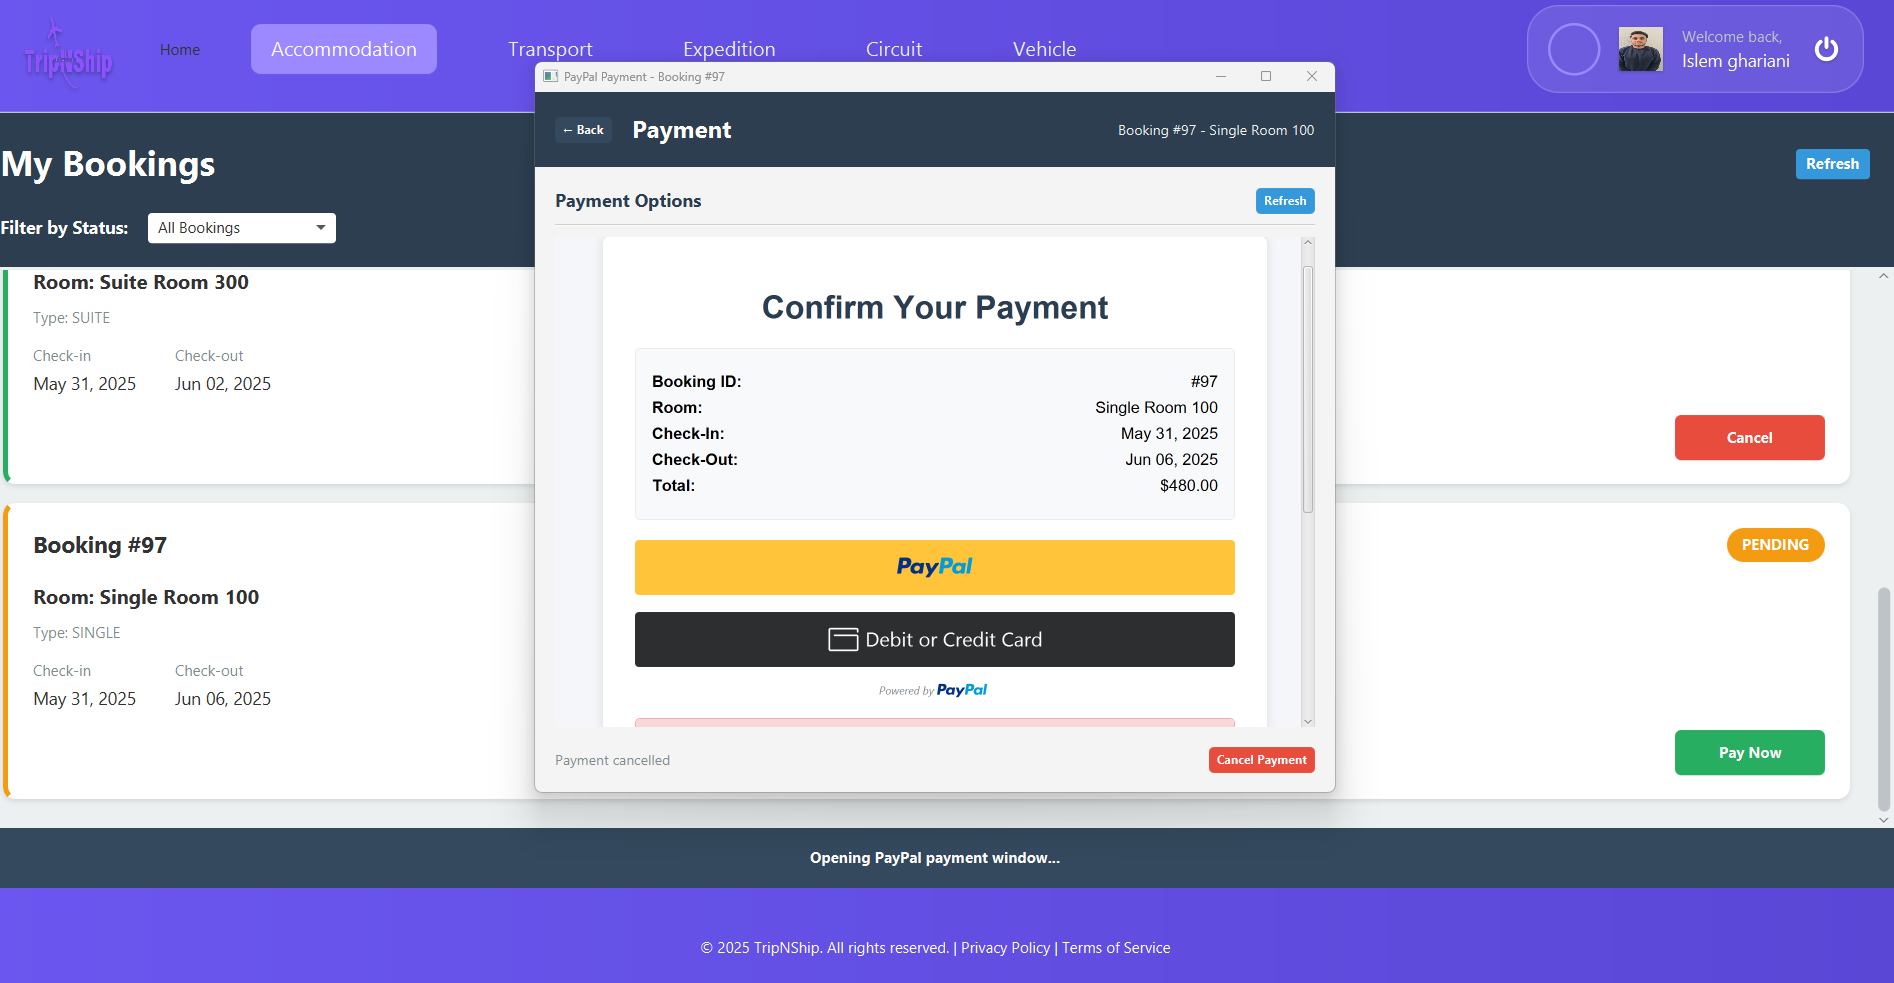 TripNShip
Home
Accommodation
Transport
Expedition
Circuit
Vehicle
Welcome back,
Islem ghariani
My Bookings
Refresh
Filter by Status:
All Bookings
Room: Suite Room 300
Type: SUITE
Check-in
Check-out
May 31, 2025
Jun 02, 2025
Cancel
Booking #97
PENDING
Room: Single Room 100
Type: SINGLE
Check-in
Check-out
May 31, 2025
Jun 06, 2025
Pay Now
PayPal Payment - Booking #97
← Back
Payment
Booking #97 - Single Room 100
Payment Options
Refresh
Confirm Your Payment
Booking ID: #97
Room: Single Room 100
Check-In: May 31, 2025
Check-Out: Jun 06, 2025
Total: $480.00
PayPal
Debit or Credit Card
Powered by PayPal
Payment cancelled
Cancel Payment
Opening PayPal payment window...
© 2025 TripNShip. All rights reserved. | Privacy Policy | Terms of Service